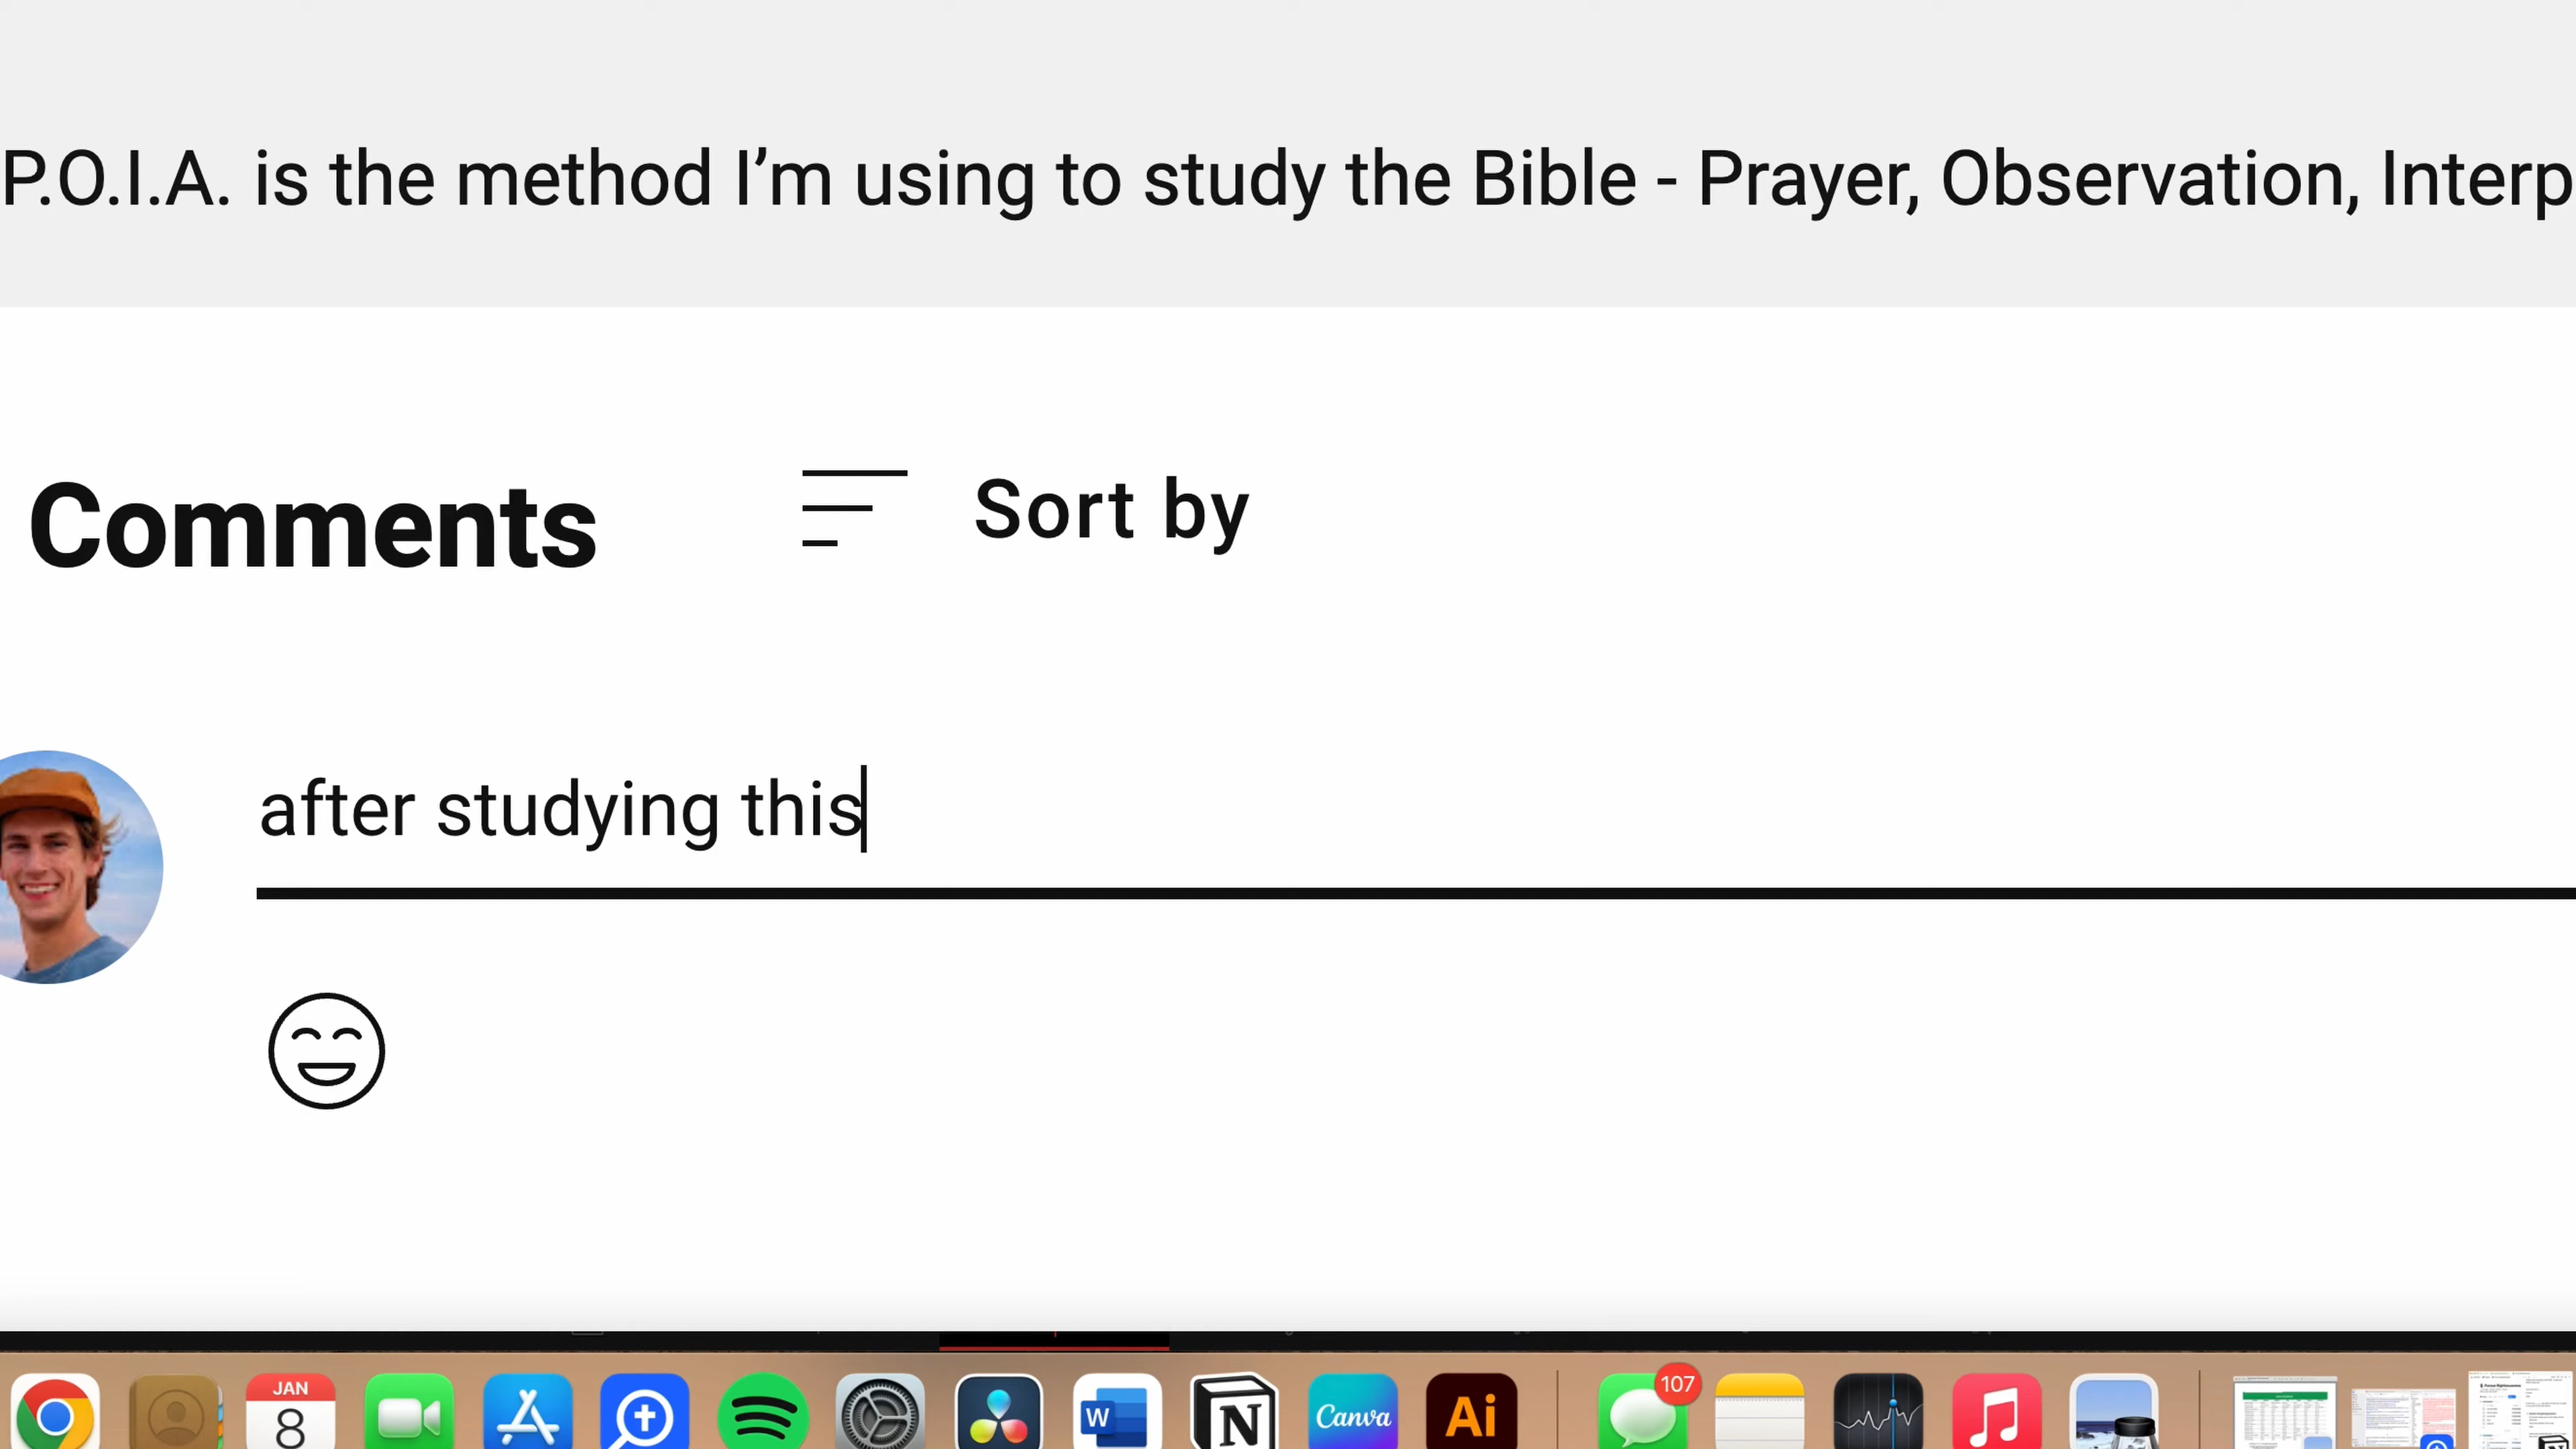 P.O.I.A. is the method I’m using to study the Bible - Prayer, Observation, Interp
Comments
Sort by
after studying this
107
JAN
8
W
N
Canva
Ai